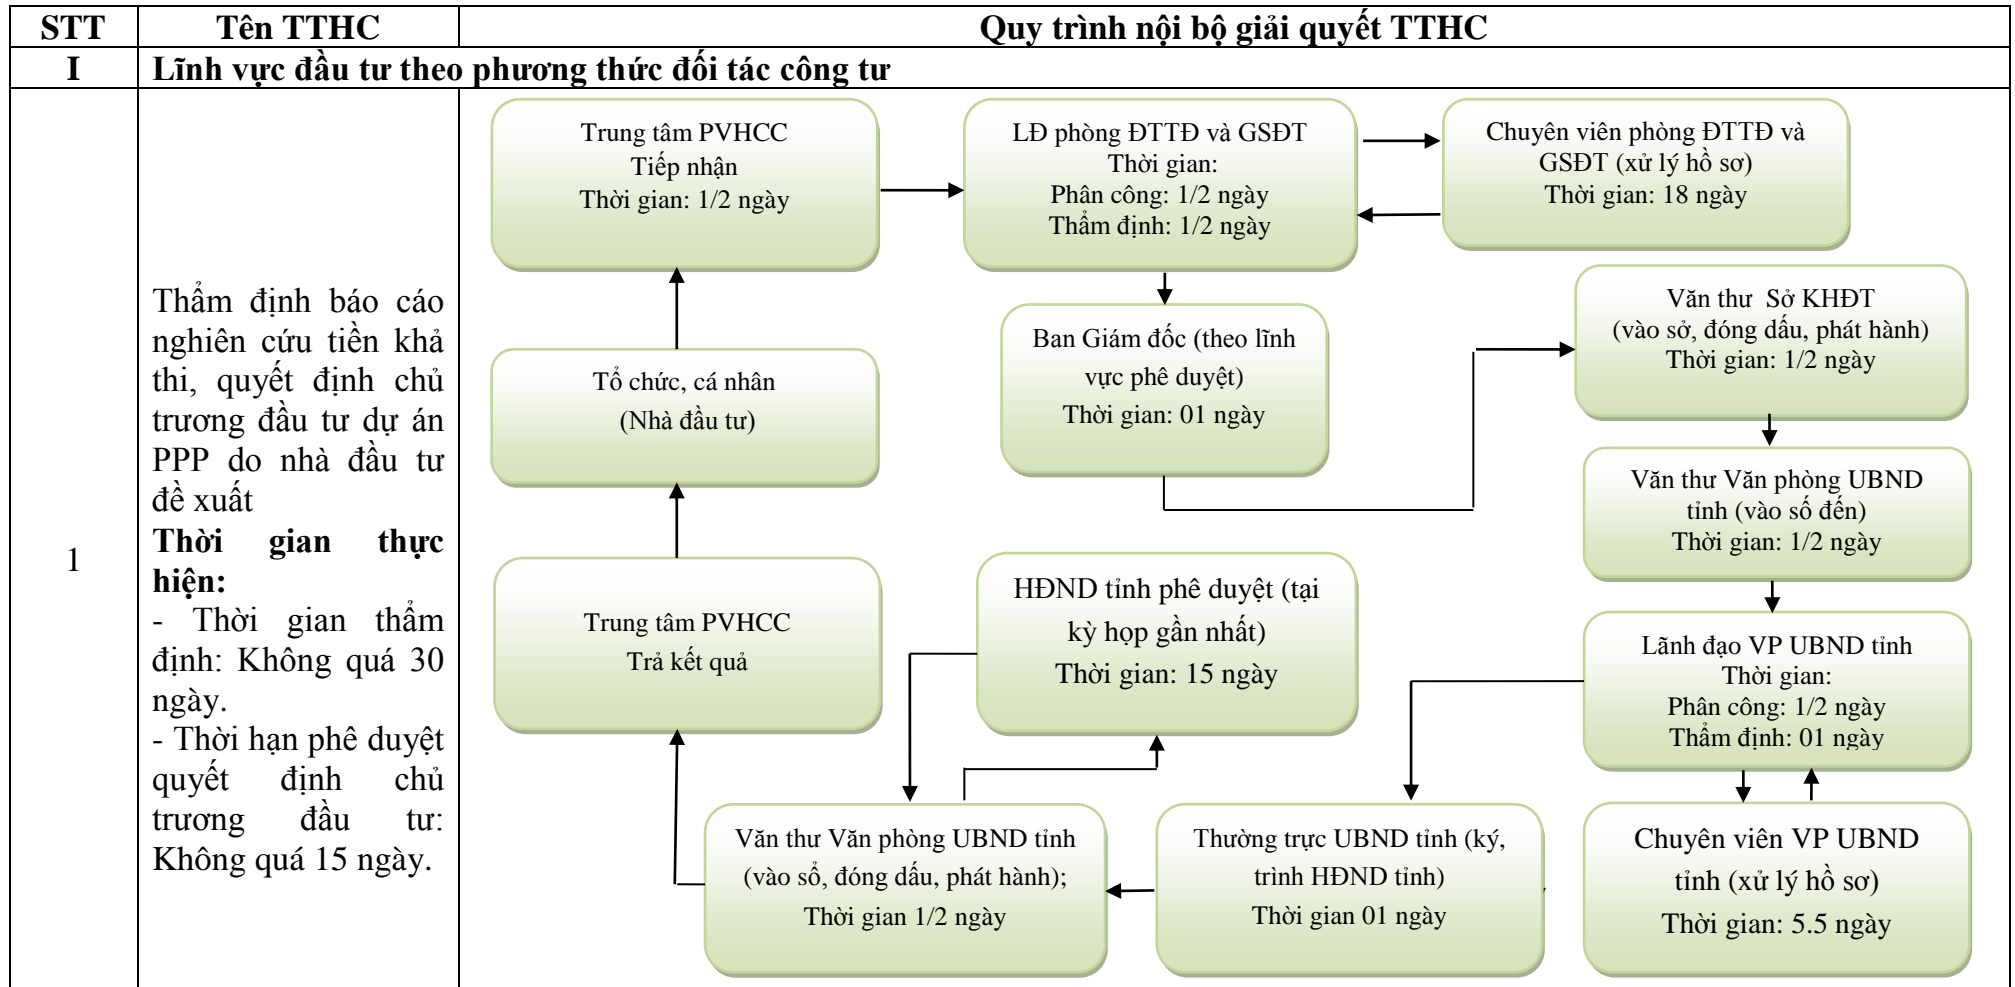 STT
Tên TTHC
Quy trình nội bộ giải quyết TTHC
I
Lĩnh vực đầu tư theo phương thức đối tác công tư
1
Thẩm định báo cáo
nghiên cứu tiền khả
thi, quyết định chủ
trương đầu tư dự án
PPP do nhà đầu tư
đề xuất
Thời gian thực
hiện:
- Thời gian thẩm
định: Không quá 30
ngày.
- Thời hạn phê duyệt
quyết định chủ
trương đầu tư:
Không quá 15 ngày.
Trung tâm PVHCC
Tiếp nhận
Thời gian: 1/2 ngày
LĐ phòng ĐTTĐ và GSĐT
Thời gian:
Phân công: 1/2 ngày
Thẩm định: 1/2 ngày
Chuyên viên phòng ĐTTĐ và
GSĐT (xử lý hồ sơ)
Thời gian: 18 ngày
Ban Giám đốc (theo lĩnh
vực phê duyệt)
Thời gian: 01 ngày
Văn thư Sở KHĐT
(vào sở, đóng dấu, phát hành)
Thời gian: 1/2 ngày
Tổ chức, cá nhân
(Nhà đầu tư)
Văn thư Văn phòng UBND
tỉnh (vào số đến)
Thời gian: 1/2 ngày
Trung tâm PVHCC
Trả kết quả
HĐND tỉnh phê duyệt (tại
kỳ họp gần nhất)
Thời gian: 15 ngày
Lãnh đạo VP UBND tỉnh
Thời gian:
Phân công: 1/2 ngày
Thẩm định: 01 ngày
Văn thư Văn phòng UBND tỉnh
(vào sổ, đóng dấu, phát hành);
Thời gian 1/2 ngày
Thường trực UBND tỉnh (ký,
trình HĐND tỉnh)
Thời gian 01 ngày
Chuyên viên VP UBND
tỉnh (xử lý hồ sơ)
Thời gian: 5.5 ngày